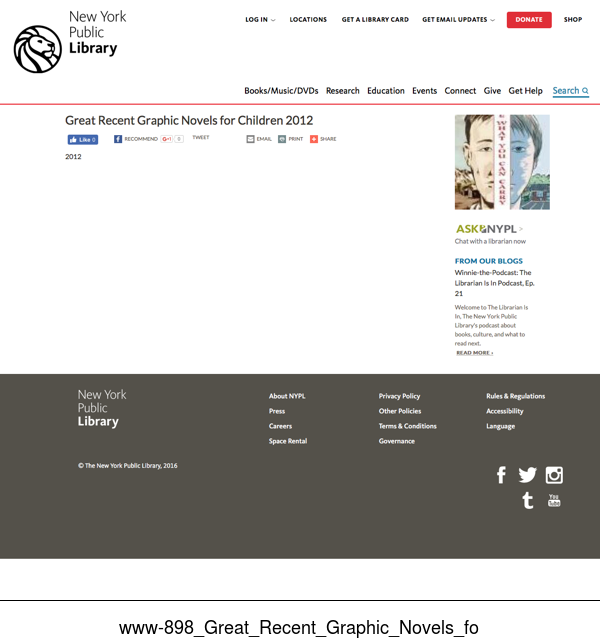 New York
Public
Library
LOG IN
LOCATIONS
GET A LIBRARY CARD
GET EMAIL UPDATES
DONATE
SHOP
Books/Music/DVDs Research Education Events Connect Give Get Help Search
Great Recent Graphic Novels for Children 2012
Like 0
RECOMMEND
G+1 0
TWEET
EMAIL
PRINT
SHARE
2012
WHAT YOU CAN CARRY
ASK NYPL >
Chat with a librarian now
FROM OUR BLOGS
Winnie-the-Podcast: The
Librarian Is In Podcast, Ep.
21
Welcome to The Librarian Is
In, The New York Public
Library's podcast about
books, culture, and what to
read next.
READ MORE ›
New York
Public
Library
About NYPL
Press
Careers
Space Rental
Privacy Policy
Other Policies
Terms & Conditions
Governance
Rules & Regulations
Accessibility
Language
© The New York Public Library, 2016
You
Tube
www-898_Great_Recent_Graphic_Novels_fo